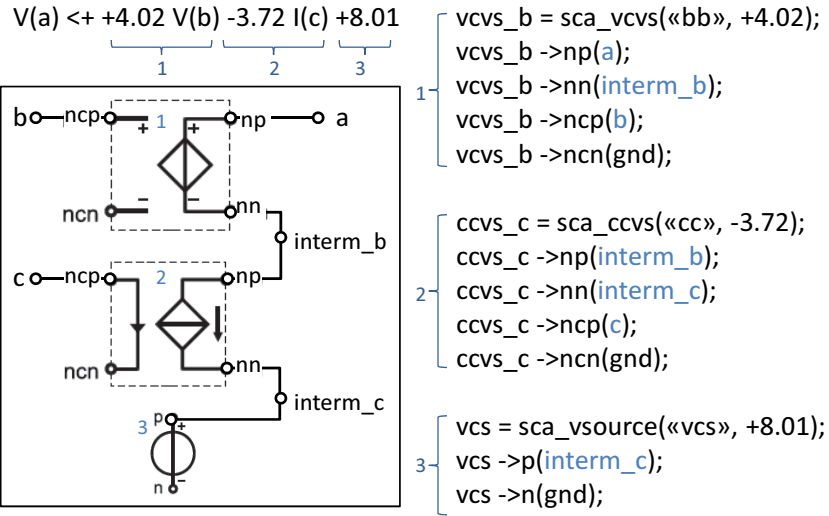 V(a) <+ +4.02 V(b) -3.72 I(c) +8.01
1 2 3
b ncp 1 + + np a
ncn - - nn
interm_b
c ncp 2 np
ncn nn
interm_c
3 p +
n -
1
vcvs_b = sca_vcvs(«bb», +4.02);
vcvs_b ->np(a);
vcvs_b ->nn(interm_b);
vcvs_b ->ncp(b);
vcvs_b ->ncn(gnd);
2
ccvs_c = sca_ccvs(«cc», -3.72);
ccvs_c ->np(interm_b);
ccvs_c ->nn(interm_c);
ccvs_c ->ncp(c);
ccvs_c ->ncn(gnd);
3
vcs = sca_vsource(«vcs», +8.01);
vcs ->p(interm_c);
vcs ->n(gnd);